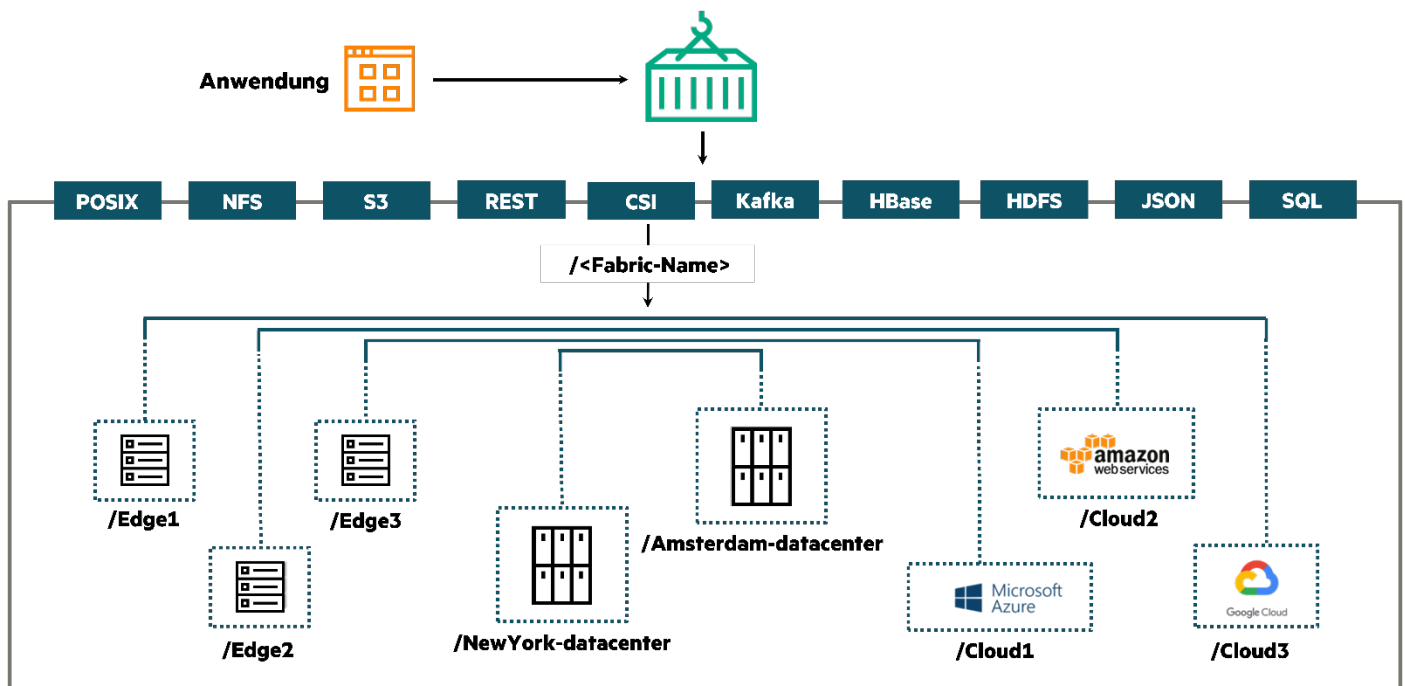 Anwendung
POSIX
NFS
S3
REST
CSI
Kafka
HBase
HDFS
JSON
SQL
/<Fabric-Name>
/Edge1
/Edge2
/Edge3
/NewYork-datacenter
/Amsterdam-datacenter
Microsoft
Azure
/Cloud1
amazon
webservices
/Cloud2
Google Cloud
/Cloud3